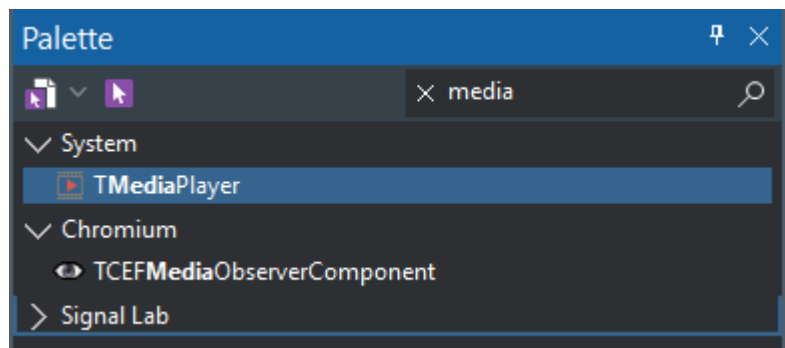 Palette
media
System
TMediaPlayer
Chromium
TCEFMediaObserverComponent
Signal Lab